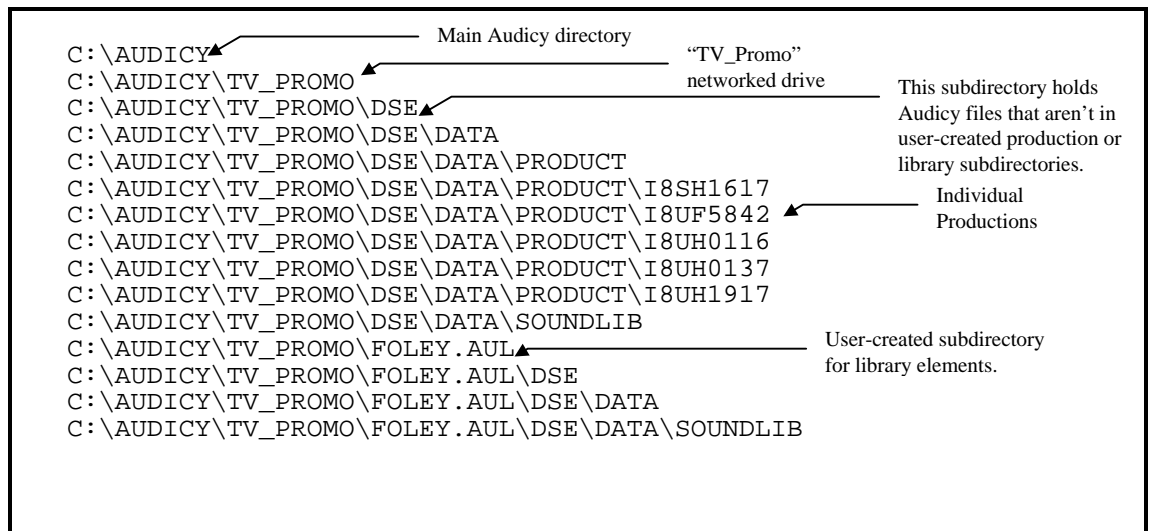 C:\AUDICY
Main Audicy directory
C:\AUDICY\TV_PROMO
“TV_Promo”
networked drive
C:\AUDICY\TV_PROMO\DSE
This subdirectory holds
Audicy files that aren’t in
user-created production or
library subdirectories.
C:\AUDICY\TV_PROMO\DSE\DATA
C:\AUDICY\TV_PROMO\DSE\DATA\PRODUCT
C:\AUDICY\TV_PROMO\DSE\DATA\PRODUCT\I8SH1617
C:\AUDICY\TV_PROMO\DSE\DATA\PRODUCT\I8UF5842
Individual
Productions
C:\AUDICY\TV_PROMO\DSE\DATA\PRODUCT\I8UH0116
C:\AUDICY\TV_PROMO\DSE\DATA\PRODUCT\I8UH0137
C:\AUDICY\TV_PROMO\DSE\DATA\PRODUCT\I8UH1917
C:\AUDICY\TV_PROMO\DSE\DATA\SOUNDLIB
C:\AUDICY\TV_PROMO\FOLEY.AUL
User-created subdirectory
for library elements.
C:\AUDICY\TV_PROMO\FOLEY.AUL\DSE
C:\AUDICY\TV_PROMO\FOLEY.AUL\DSE\DATA
C:\AUDICY\TV_PROMO\FOLEY.AUL\DSE\DATA\SOUNDLIB